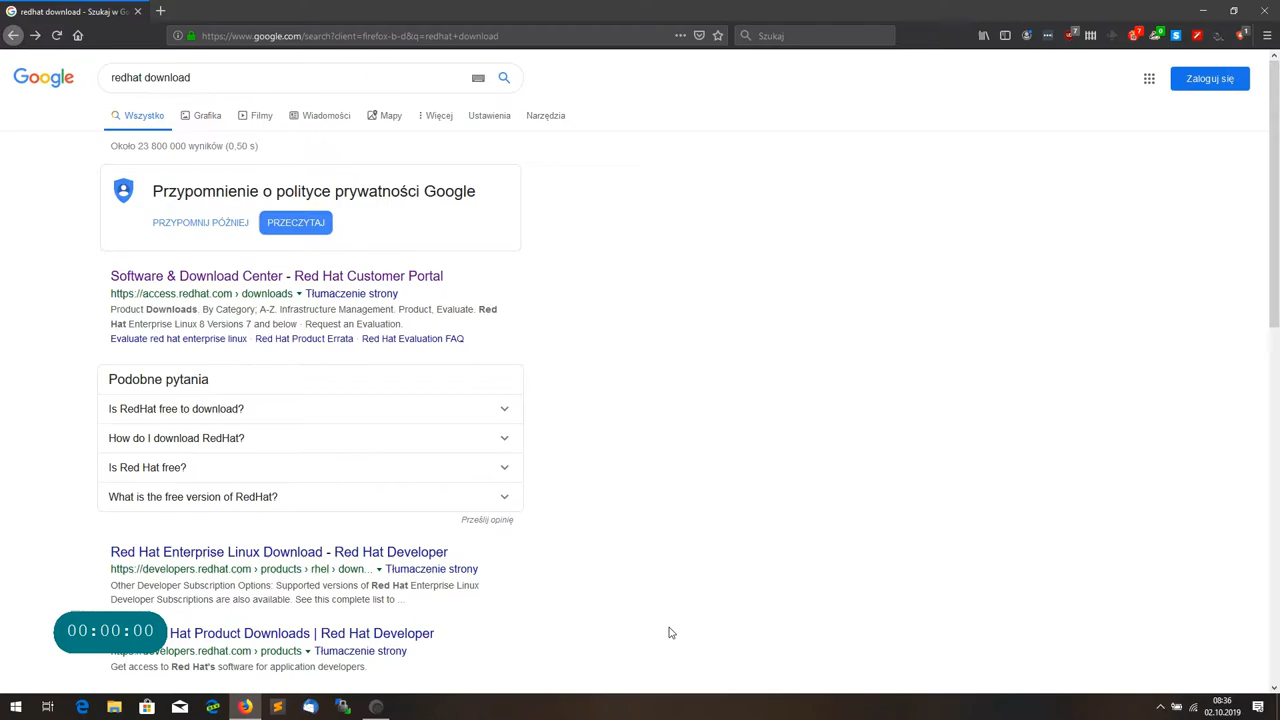 redhat download - Szukaj w G
https://www.google.com/search?client=firefox-b-d&q=redhat+download
Szukaj
7
7
0
1
Google
redhat download
Zaloguj się
Wszystko
Grafika
Filmy
Wiadomości
Mapy
Więcej
Ustawienia
Narzędzia
Około 23 800 000 wyników (0,50 s)
Przypomnienie o polityce prywatności Google
PRZYPOMNIJ PÓŹNIEJ
PRZECZYTAJ
Software & Download Center - Red Hat Customer Portal
https://access.redhat.com › downloads ▾ Tłumaczenie strony
Product Downloads. By Category; A-Z. Infrastructure Management. Product, Evaluate. Red
Hat Enterprise Linux 8 Versions 7 and below · Request an Evaluation.
Evaluate red hat enterprise linux · Red Hat Product Errata · Red Hat Evaluation FAQ
Podobne pytania
Is RedHat free to download?
How do I download RedHat?
Is Red Hat free?
What is the free version of RedHat?
Prześlij opinię
Red Hat Enterprise Linux Download - Red Hat Developer
https://developers.redhat.com › products › rhel › down... ▾ Tłumaczenie strony
Other Developer Subscription Options: Supported versions of Red Hat Enterprise Linux
Developer Subscriptions are also available. See this complete list to ...
00:00:00
Hat Product Downloads | Red Hat Developer
https://developers.redhat.com › products ▾ Tłumaczenie strony
Get access to Red Hat's software for application developers.
08:36
02.10.2019